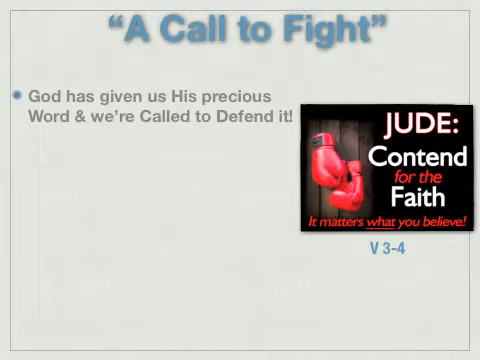 “A Call to Fight”
God has given us His precious
Word & we’re Called to Defend it!
JUDE:
Contend
for the
Faith
It matters what you believe!
V 3-4